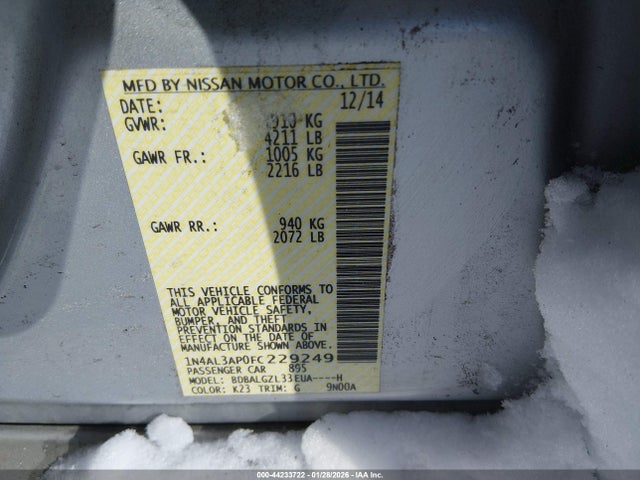 MFD BY NISSAN MOTOR CO., LTD.
DATE: 12/14
GVWR: KG
4211 LB
GAWR FR.: 1005 KG
2216 LB
GAWR RR.: 940 KG
2072 LB
THIS VEHICLE CONFORMS TO
ALL APPLICABLE FEDERAL
MOTOR VEHICLE SAFETY,
BUMPER, AND THEFT
PREVENTION STANDARDS IN
EFFECT ON THE DATE OF
MANUFACTURE SHOWN ABOVE.
1N4AL3AP0FC229249
PASSENGER CAR 895
MODEL: BDBALGZL33EUA----H
COLOR: K23 TRIM: G 9N00A
000-44233722 | 01/28/2026 - IAAI